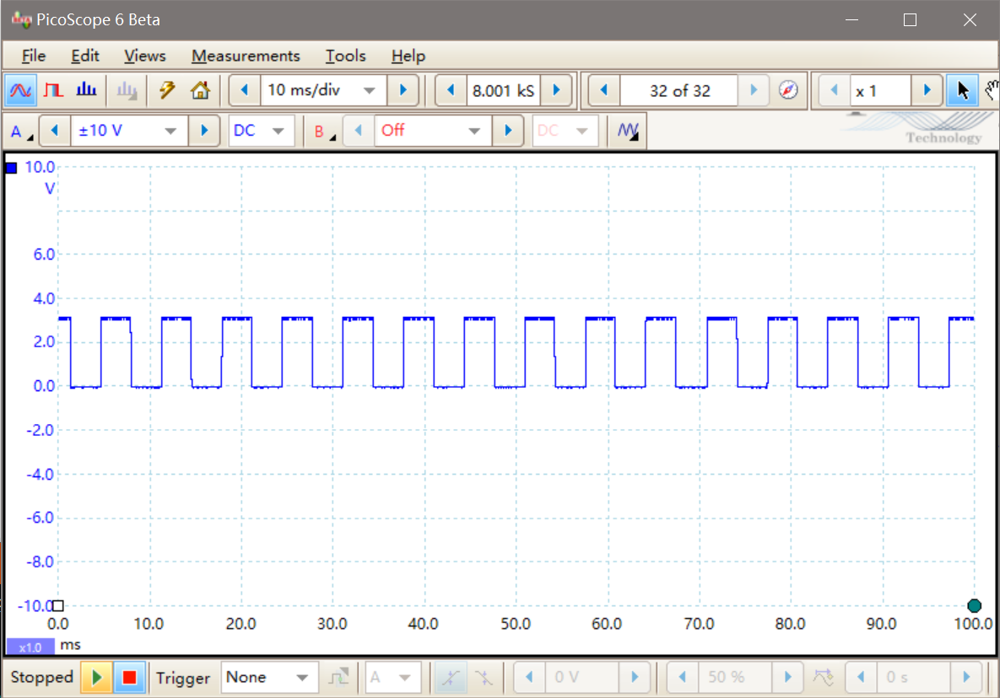 PicoScope 6 Beta
File Edit Views Measurements Tools Help
10 ms/div 8.001 kS 32 of 32 x 1
A ±10 V DC B Off DC
Technology
10.0
V
6.0
4.0
2.0
0.0
-2.0
-4.0
-6.0
-8.0
-10.0
0.0 10.0 20.0 30.0 40.0 50.0 60.0 70.0 80.0 90.0 100.0
x1.0 ms
Stopped Trigger None A 0 V 50 % 0 s